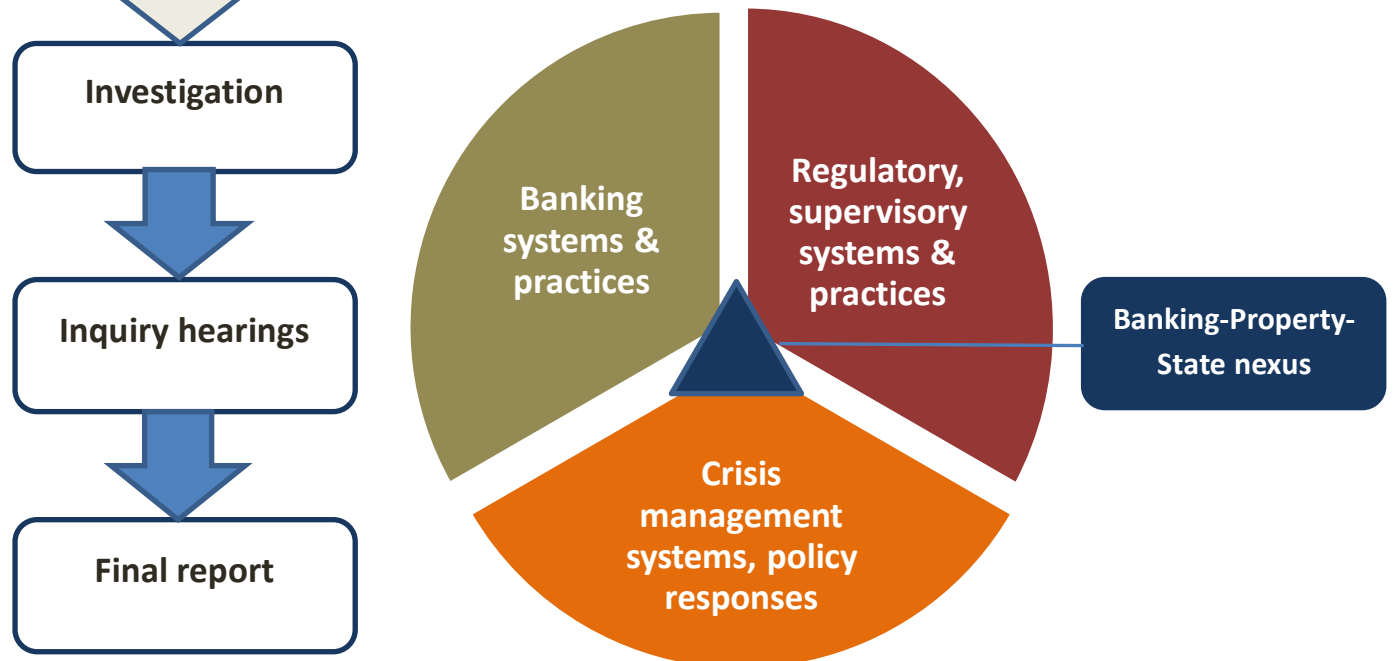 Investigation
Inquiry hearings
Final report
Banking
systems &
practices
Regulatory,
supervisory
systems &
practices
Crisis
management
systems, policy
responses
Banking-Property-
State nexus